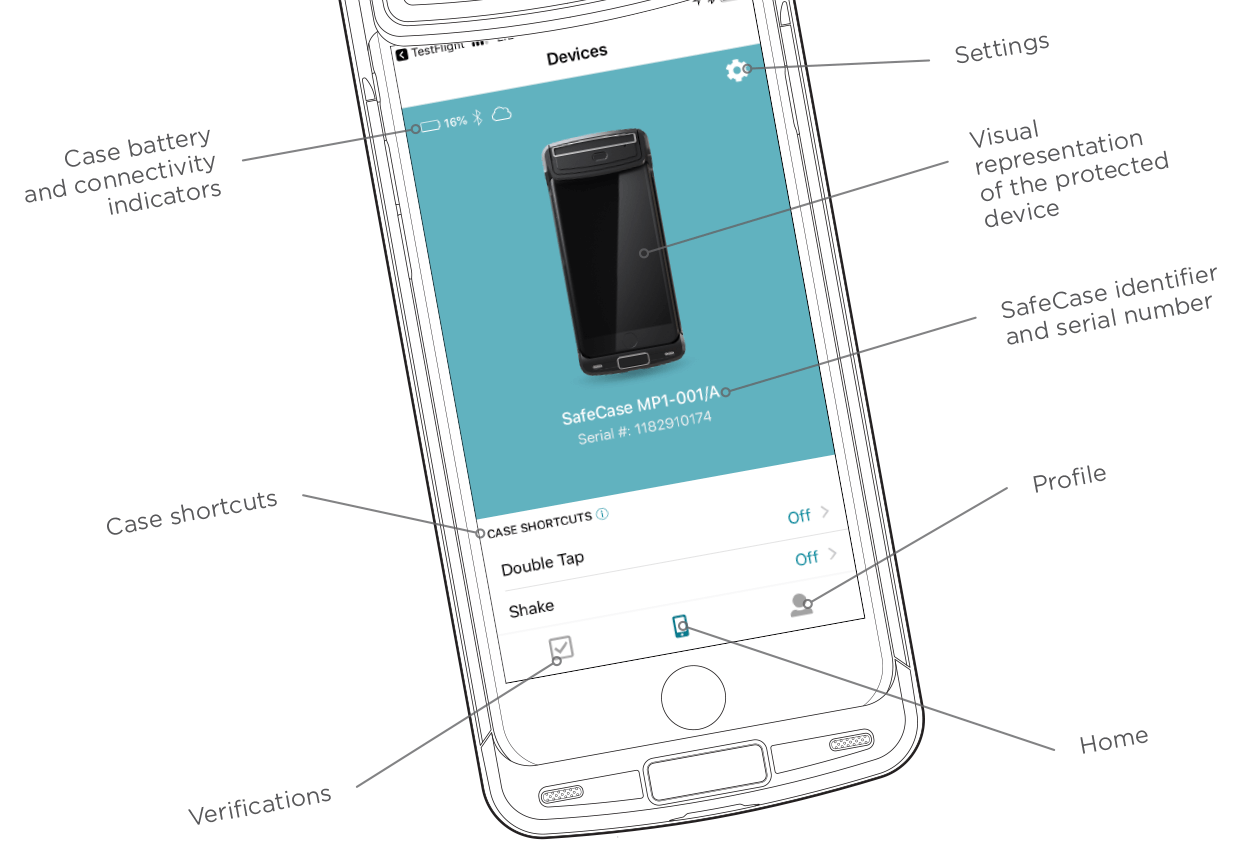 TestFlight
Devices
16%
SafeCase MP1-001/A
Serial #: 1182910174
CASE SHORTCUTS
Double Tap
Off
Shake
Off
Case battery
and connectivity
indicators
Case shortcuts
Verifications
Settings
Visual
representation
of the protected
device
SafeCase identifier
and serial number
Profile
Home